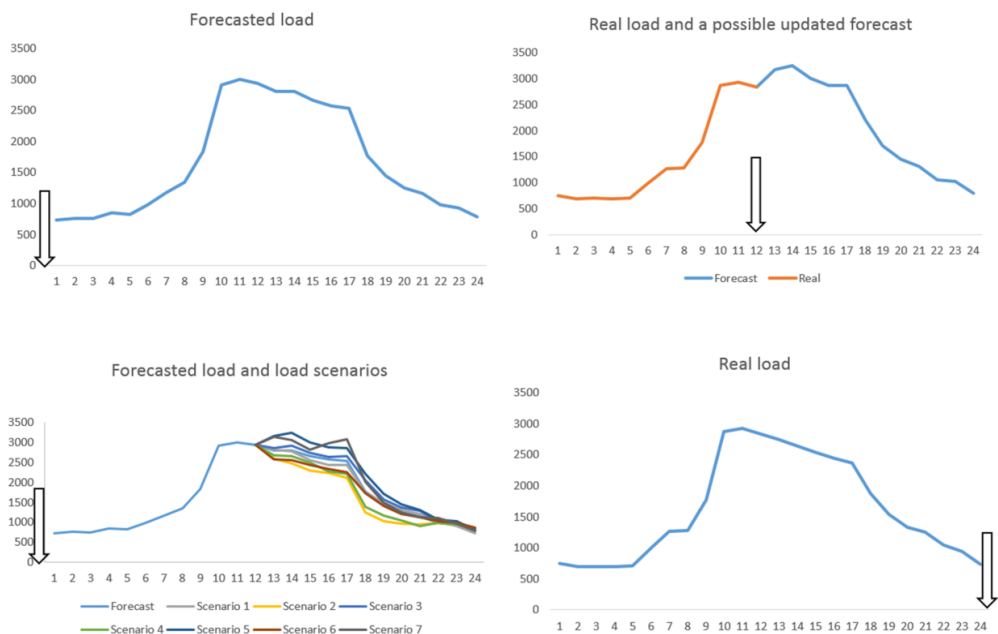 Forecasted load
3500
3000
2500
2000
1500
1000
500
0
1 2 3 4 5 6 7 8 9 10 11 12 13 14 15 16 17 18 19 20 21 22 23 24
Real load and a possible updated forecast
3500
3000
2500
2000
1500
1000
500
0
1 2 3 4 5 6 7 8 9 10 11 12 13 14 15 16 17 18 19 20 21 22 23 24
Forecast Real
Forecasted load and load scenarios
3500
3000
2500
2000
1500
1000
500
0
1 2 3 4 5 6 7 8 9 10 11 12 13 14 15 16 17 18 19 20 21 22 23 24
Forecast Scenario 1 Scenario 2 Scenario 3
Scenario 4 Scenario 5 Scenario 6 Scenario 7
Real load
3500
3000
2500
2000
1500
1000
500
0
1 2 3 4 5 6 7 8 9 10 11 12 13 14 15 16 17 18 19 20 21 22 23 24